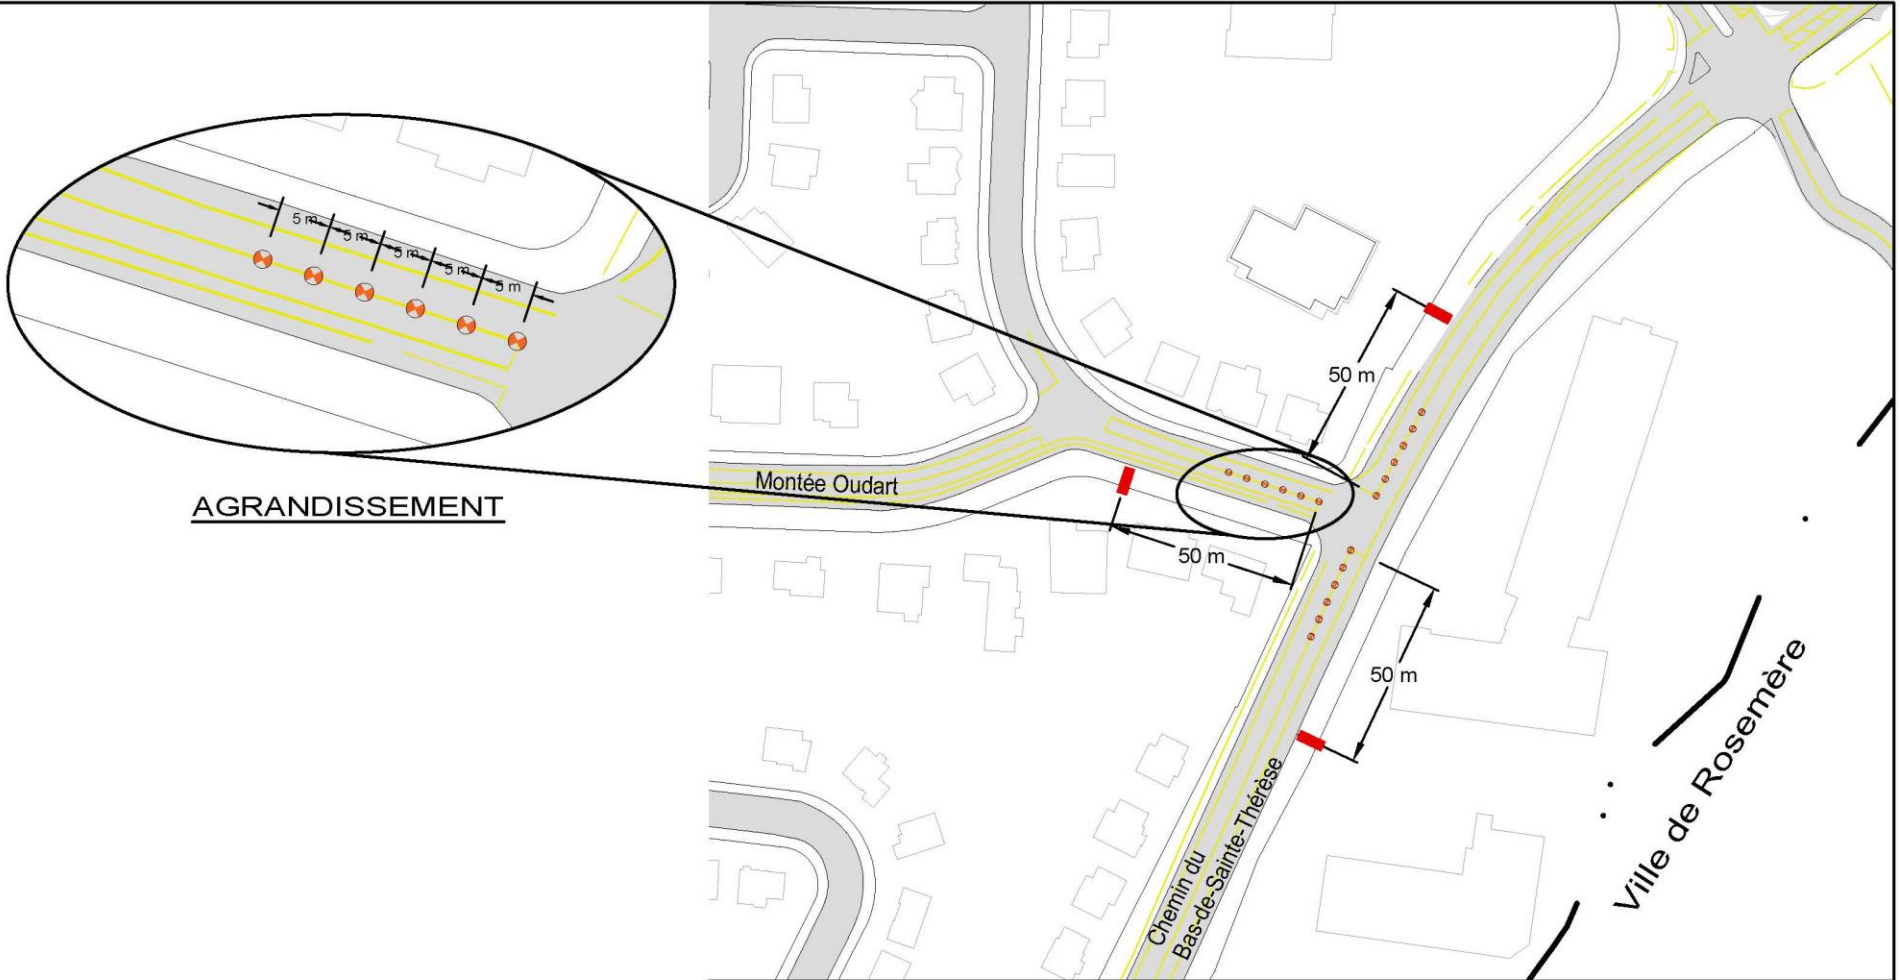 5 m
5 m
5 m
5 m
5 m
AGRANDISSEMENT
Montée Oudart
50 m
50 m
50 m
Chemin du
Bas-de-Sainte-Thérèse
Ville de Rosemère